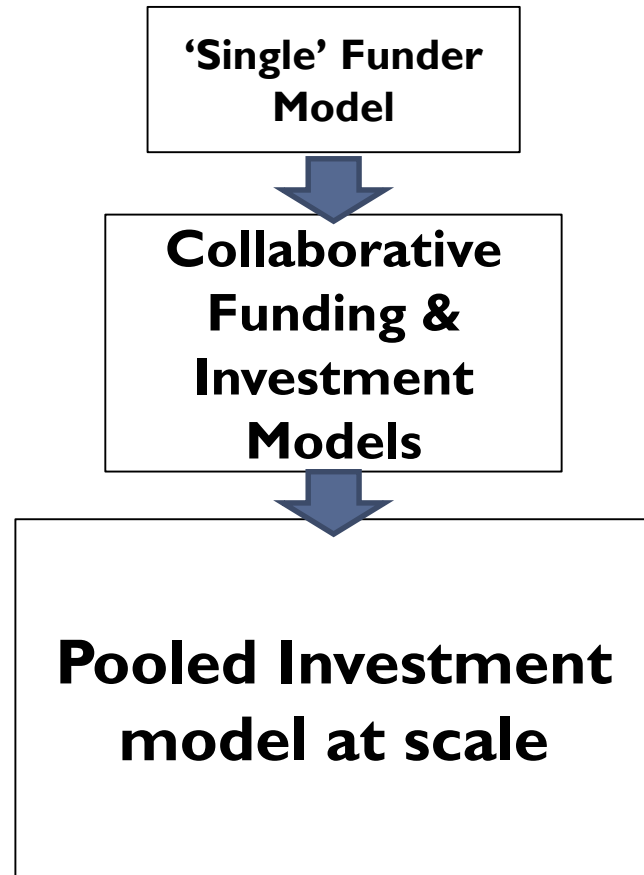 ‘Single’ Funder
Model
Collaborative
Funding &
Investment
Models
Pooled Investment
model at scale